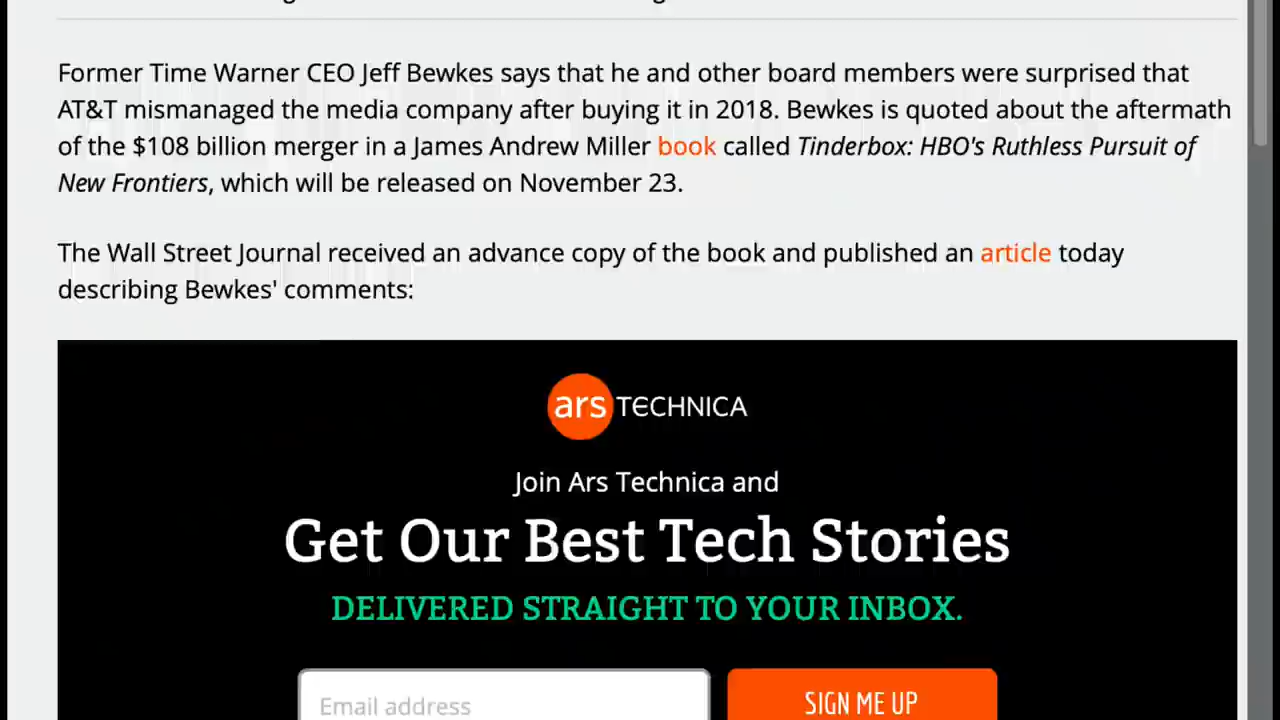 Former Time Warner CEO Jeff Bewkes says that he and other board members were surprised that
AT&T mismanaged the media company after buying it in 2018. Bewkes is quoted about the aftermath
of the $108 billion merger in a James Andrew Miller book called Tinderbox: HBO's Ruthless Pursuit of
New Frontiers, which will be released on November 23.
The Wall Street Journal received an advance copy of the book and published an article today
describing Bewkes' comments:
ars TECHNICA
Join Ars Technica and
Get Our Best Tech Stories
DELIVERED STRAIGHT TO YOUR INBOX.
Email address
SIGN ME UP